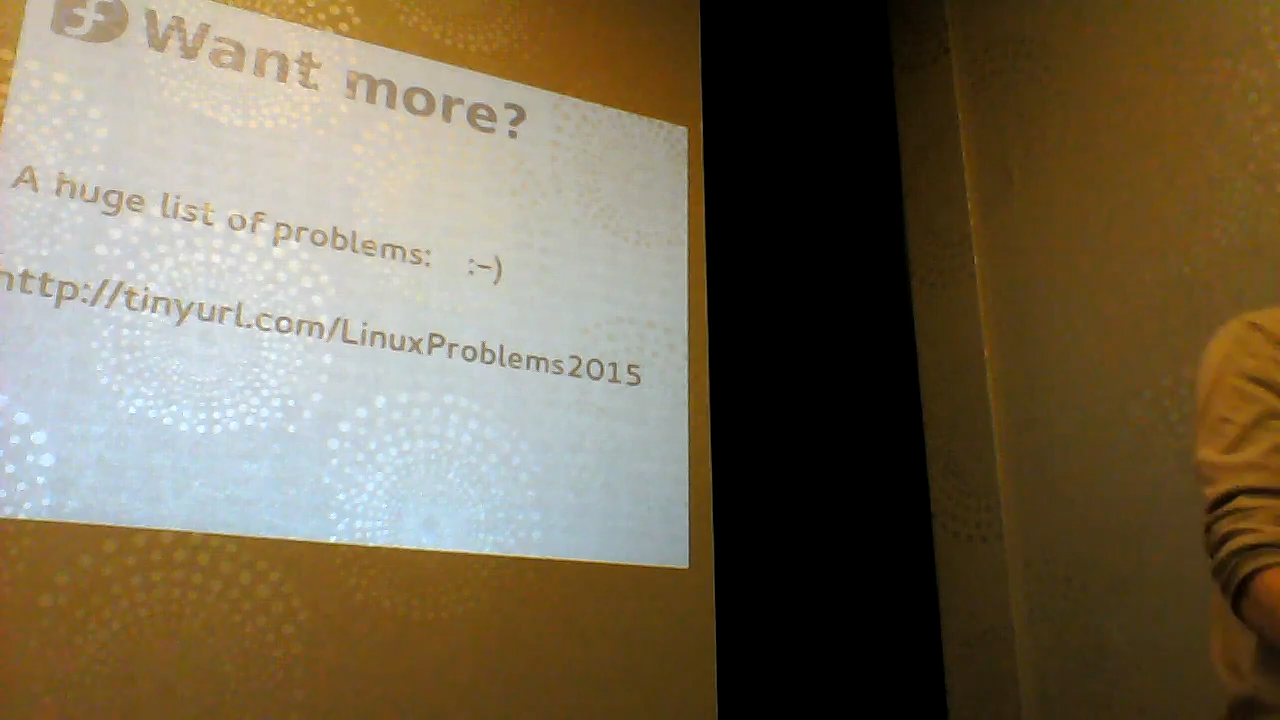 Want more?
A huge list of problems: :-)
http://tinyurl.com/LinuxProblems2015